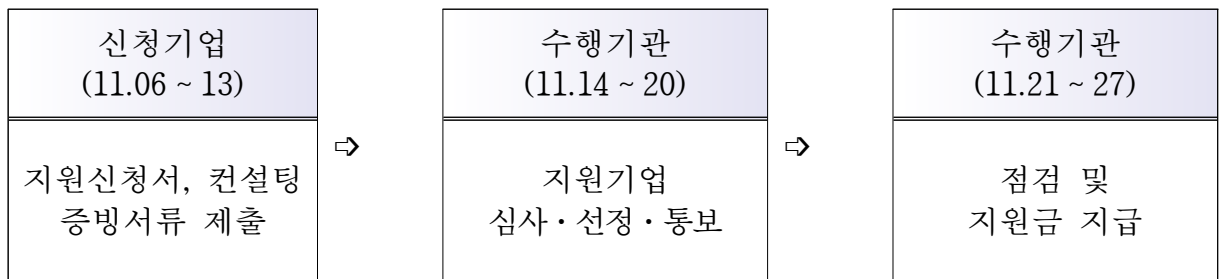 신청기업
(11.06 ~ 13)
지원신청서, 컨설팅
증빙서류 제출
⇨
수행기관
(11.14 ~ 20)
지원기업
심사・선정・통보
⇨
수행기관
(11.21 ~ 27)
점검 및
지원금 지급